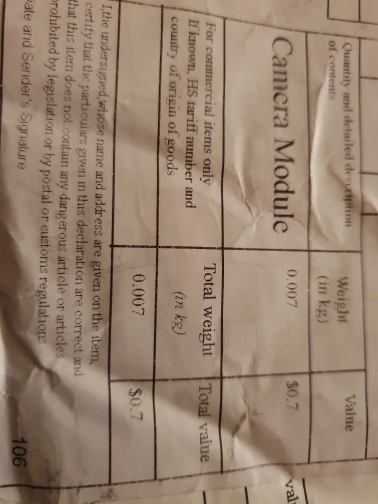 Quantity and detailed description
of contents
Weight
(in kg)
Value
Camera Module
0.007
$0.7
For commercial items only
If known, HS tariff number and
country of origin of goods
Total weight
(in kg)
Total value
0.007
$0.7
I,the undersigned,whose name and address are given on the item,
certify that the particulars given in this declaration are correct and
that this item does not contain any dangerous article or articles
prohibited by legislation or by postal or customs regulations
Date and Sender's Signature
106